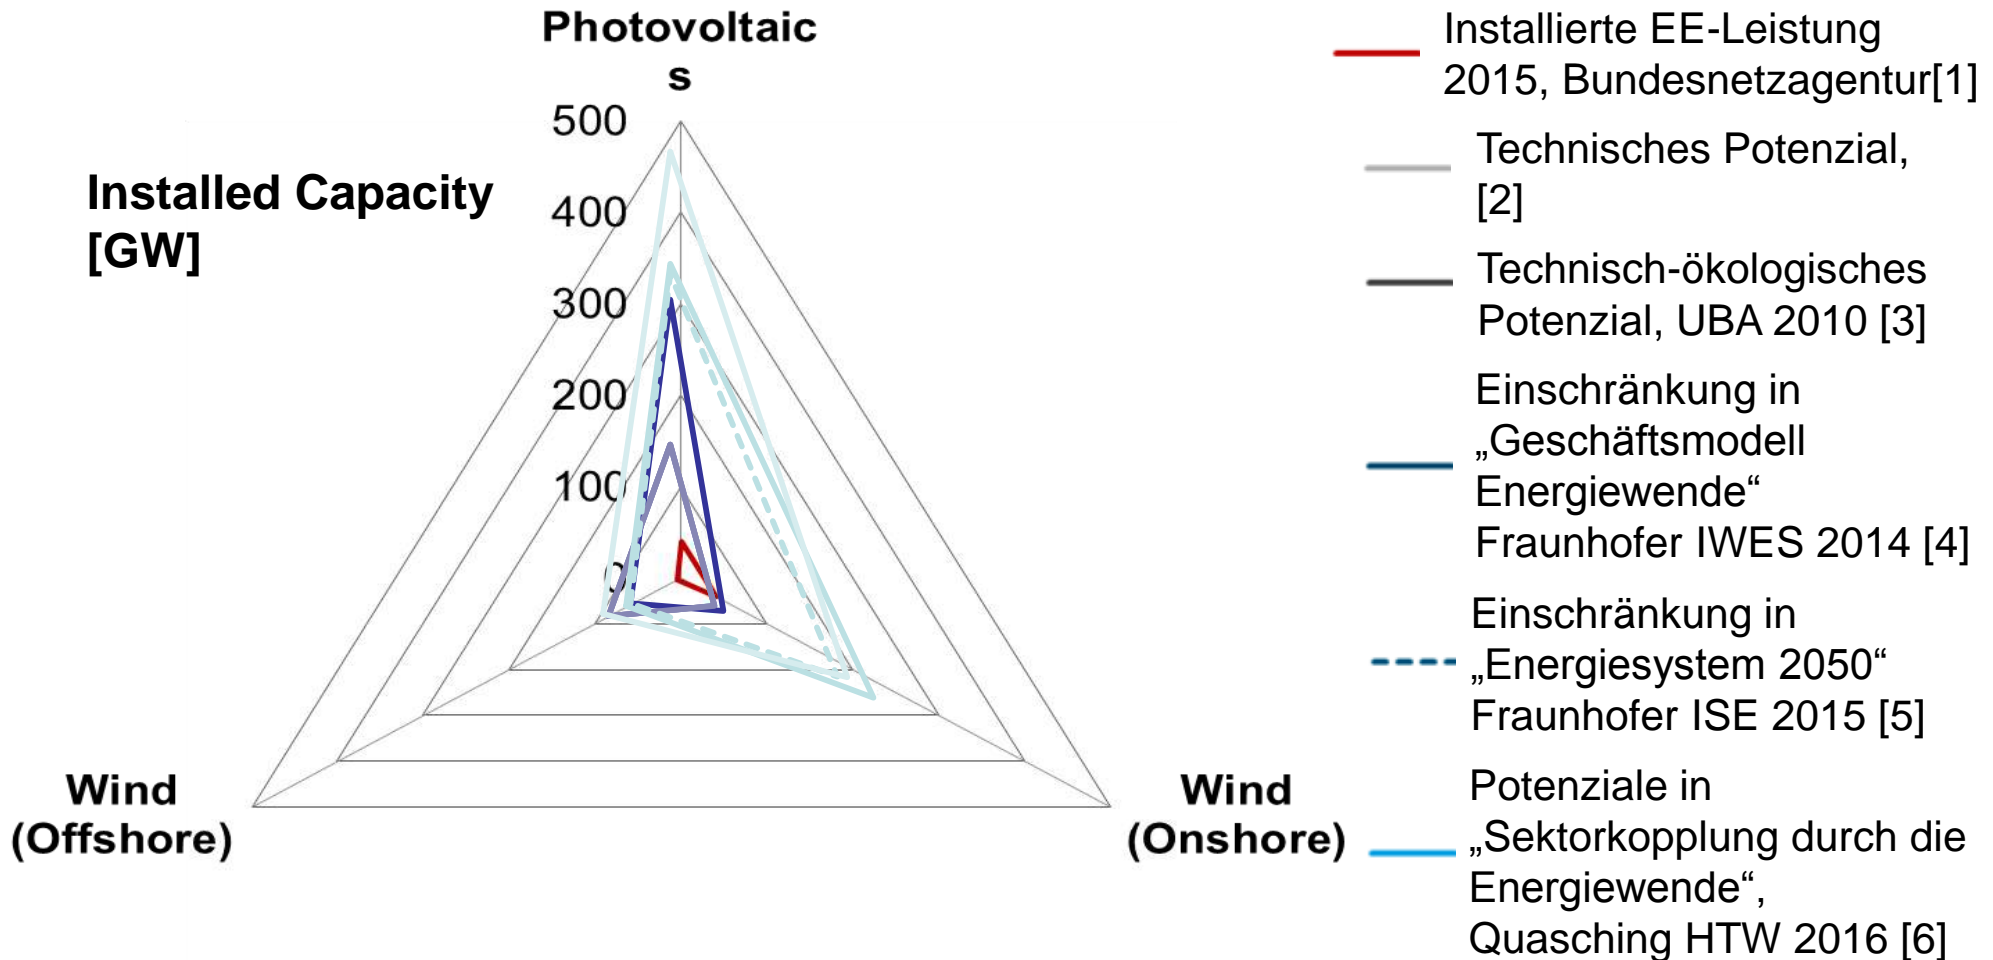 Photovoltaic
s
500
400
300
200
100
0
Installed Capacity
[GW]
Wind
(Offshore)
Wind
(Onshore)
Installierte EE-Leistung
2015, Bundesnetzagentur[1]
Technisches Potenzial,
[2]
Technisch-ökologisches
Potenzial, UBA 2010 [3]
Einschränkung in
„Geschäftsmodell
Energiewende“
Fraunhofer IWES 2014 [4]
Einschränkung in
„Energiesystem 2050“
Fraunhofer ISE 2015 [5]
Potenziale in
„Sektorkopplung durch die
Energiewende“,
Quasching HTW 2016 [6]